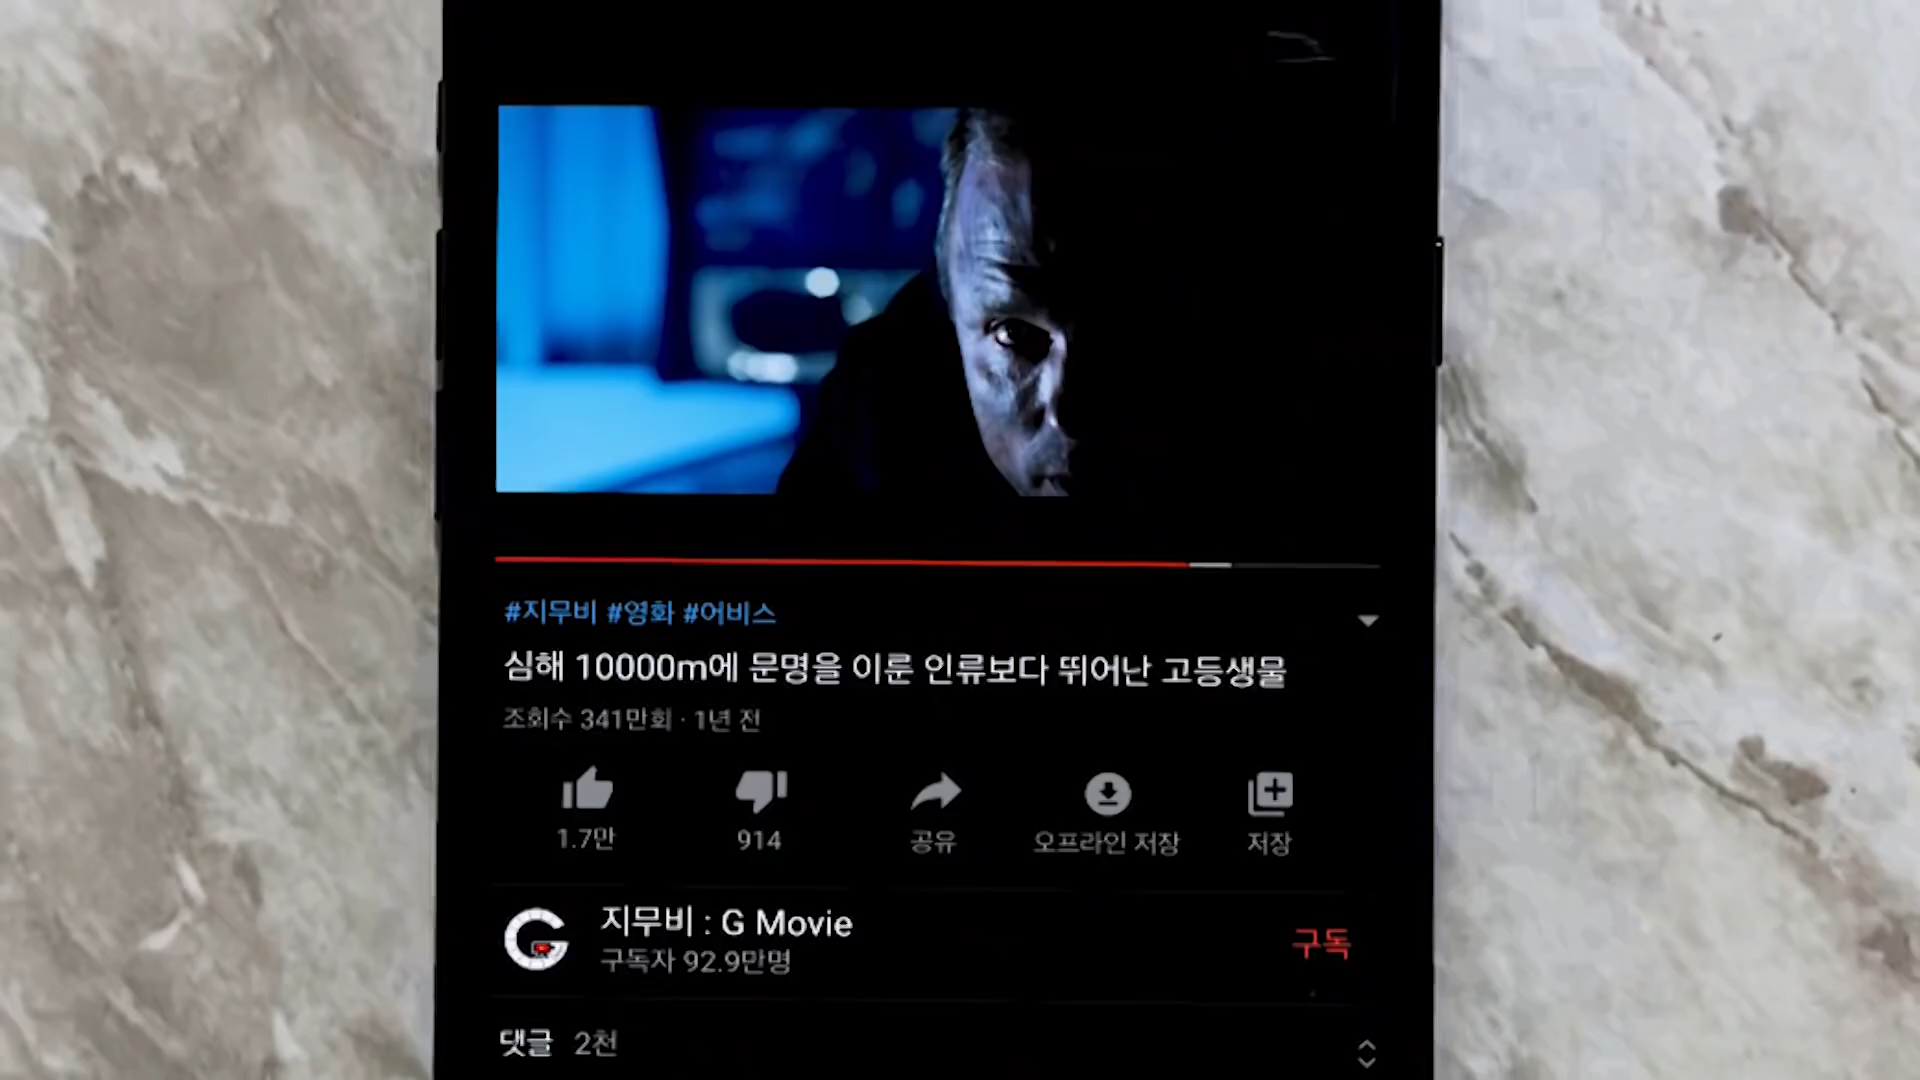 #지무비 #영화 #어비스
심해 10000m에 문명을 이룬 인류보다 뛰어난 고등생물
조회수 341만회 · 1년 전
1.7만
914
공유
오프라인 저장
저장
지무비 : G Movie
구독자 92.9만명
구독
댓글 2천